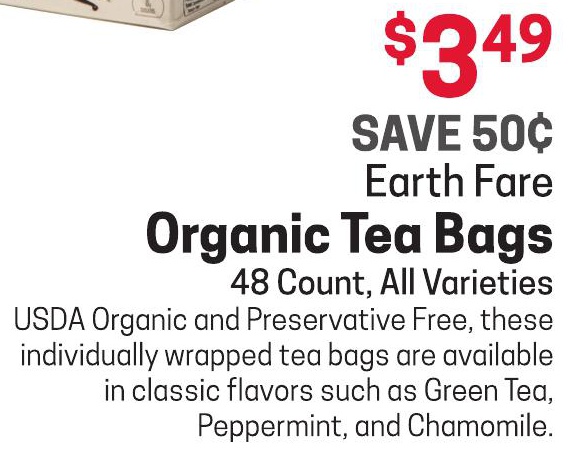 $3.49
SAVE 50¢
Earth Fare
Organic Tea Bags
48 Count, All Varieties
USDA Organic and Preservative Free, these
individually wrapped tea bags are available
in classic flavors such as Green Tea,
Peppermint, and Chamomile.